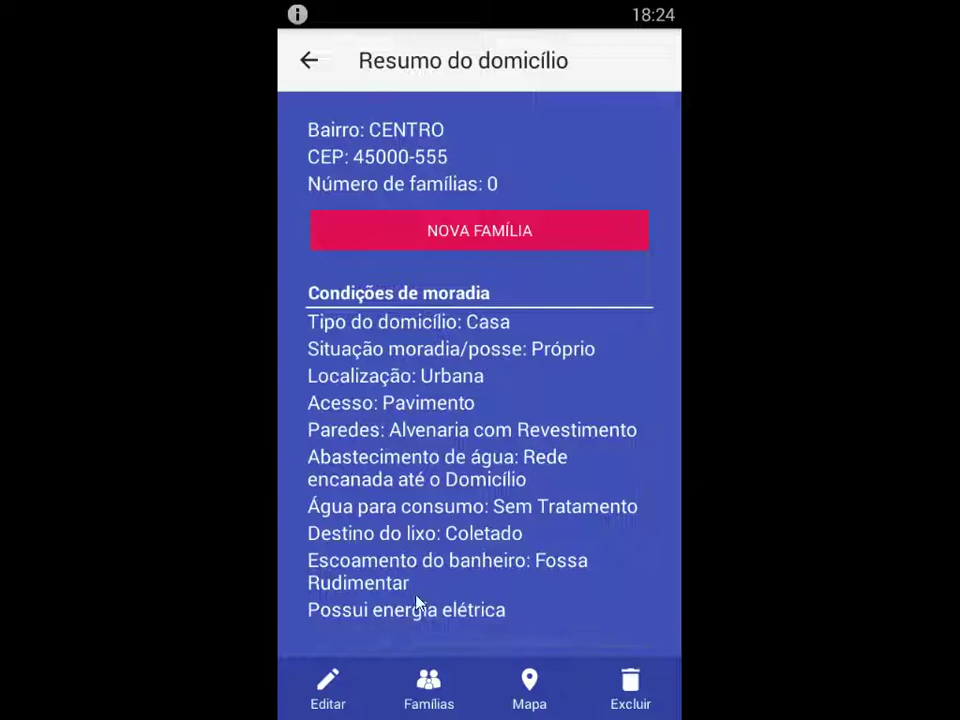 18:24
Resumo do domicílio
Bairro: CENTRO
CEP: 45000-555
Número de famílias: 0
NOVA FAMÍLIA
Condições de moradia
Tipo do domicílio: Casa
Situação moradia/posse: Próprio
Localização: Urbana
Acesso: Pavimento
Paredes: Alvenaria com Revestimento
Abastecimento de água: Rede
encanada até o Domicílio
Água para consumo: Sem Tratamento
Destino do lixo: Coletado
Escoamento do banheiro: Fossa
Rudimentar
Possui energia elétrica
Editar Famílias Mapa Excluir